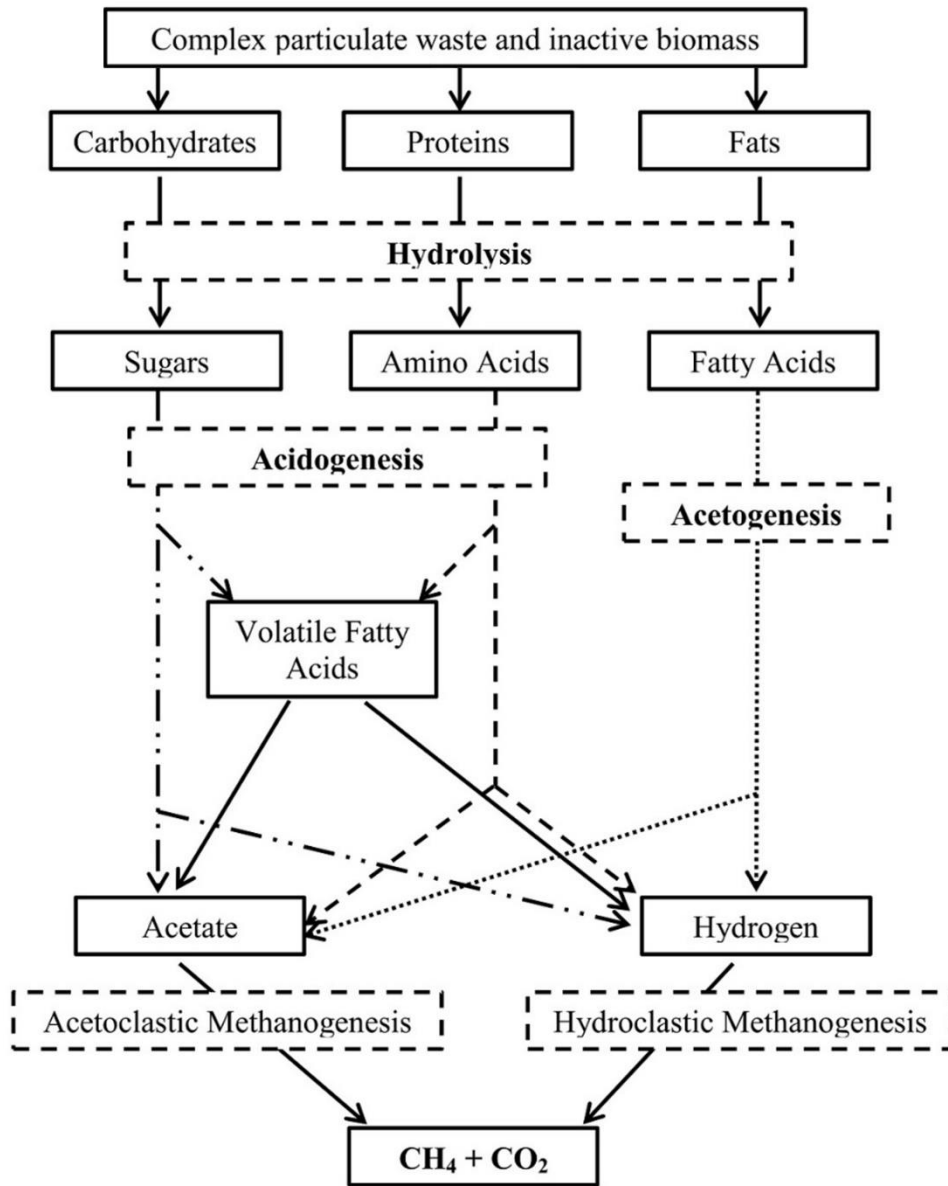 Complex particulate waste and inactive biomass
Carbohydrates
Proteins
Fats
Hydrolysis
Sugars
Amino Acids
Fatty Acids
Acidogenesis
Acetogenesis
Volatile Fatty
Acids
Acetate
Hydrogen
Acetoclastic Methanogenesis
Hydroclastic Methanogenesis
CH₄ + CO₂